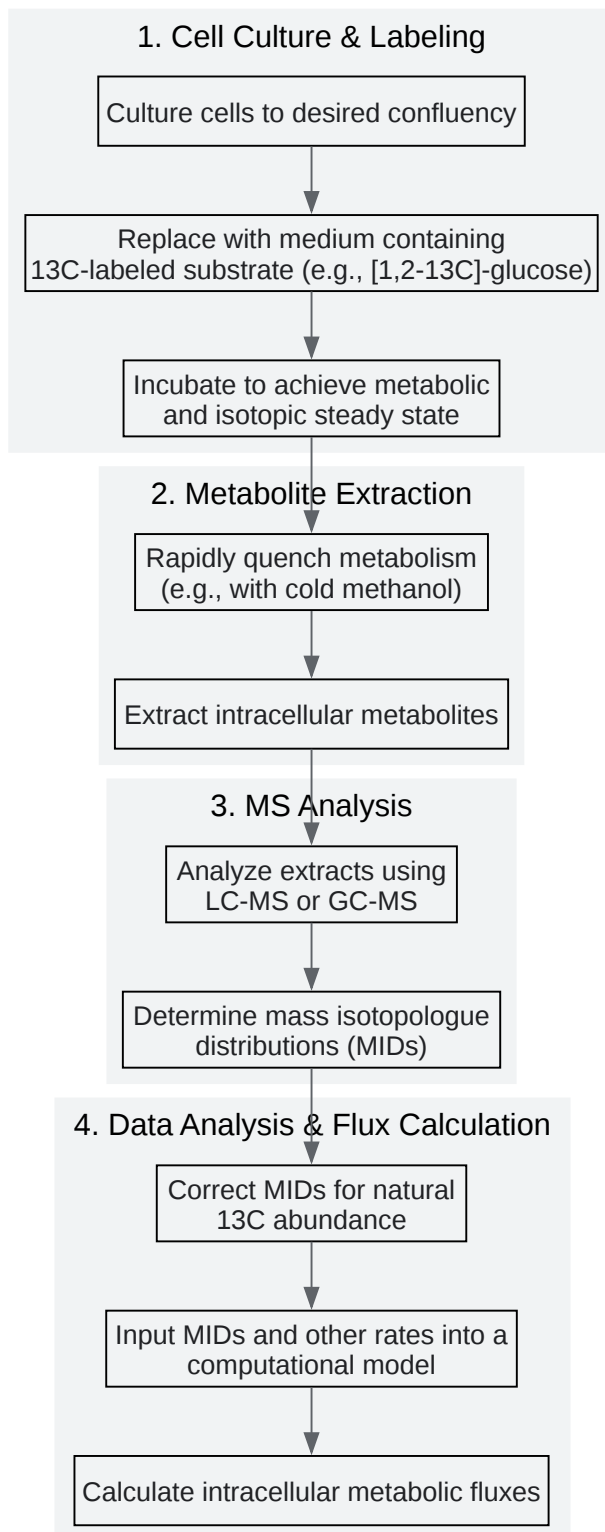 1. Cell Culture & Labeling
Culture cells to desired confluency
Replace with medium containing
13C-labeled substrate (e.g., [1,2-13C]-glucose)
Incubate to achieve metabolic
and isotopic steady state
2. Metabolite Extraction
Rapidly quench metabolism
(e.g., with cold methanol)
Extract intracellular metabolites
3. MS Analysis
Analyze extracts using
LC-MS or GC-MS
Determine mass isotopologue
distributions (MIDs)
4. Data Analysis & Flux Calculation
Correct MIDs for natural
13C abundance
Input MIDs and other rates into a
computational model
Calculate intracellular metabolic fluxes